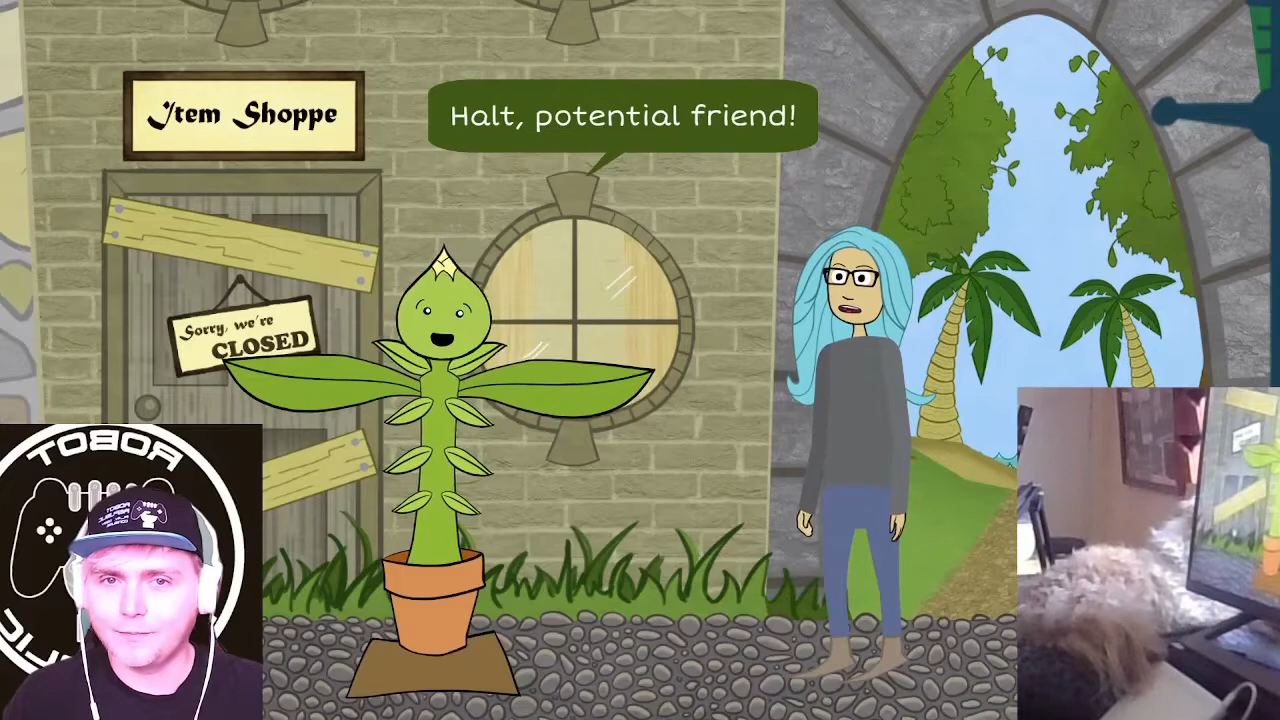 Item Shoppe
Halt, potential friend!
Sorry, we're
CLOSED
ROBOT